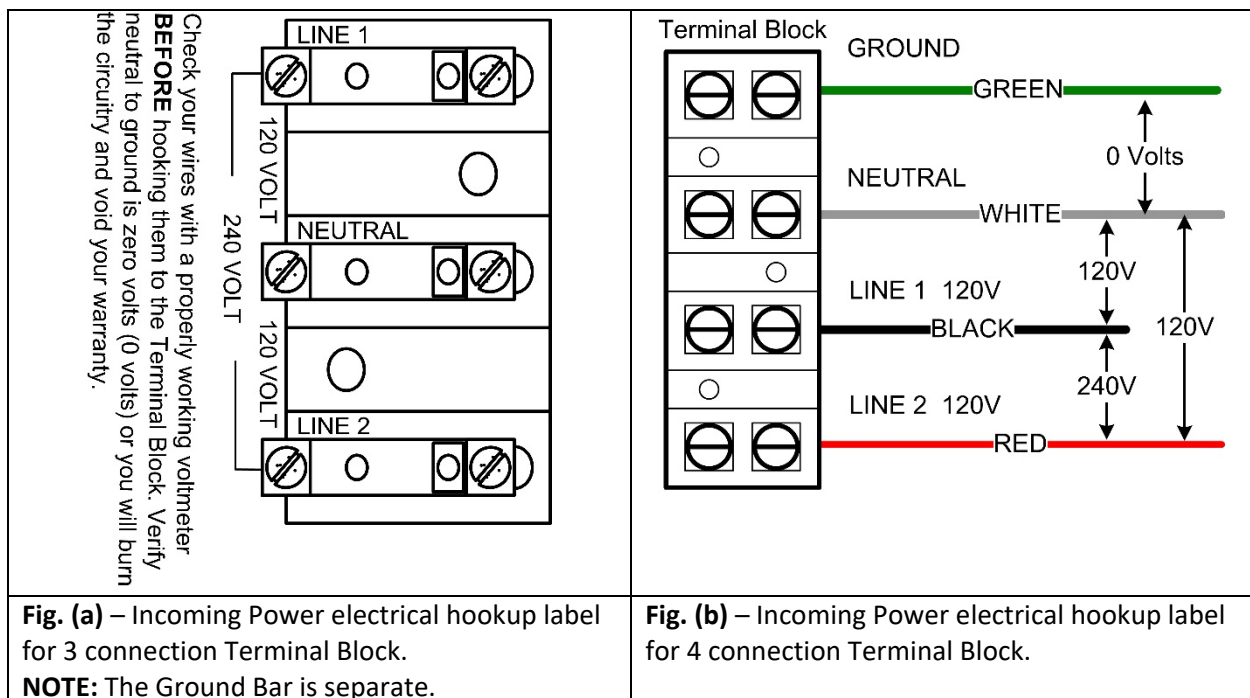 Check your wires with a properly working voltmeter
BEFORE hooking them to the Terminal Block. Verify
neutral to ground is zero volts (0 volts) or you will burn
the circuitry and void your warranty.
LINE 1
120 VOLT
240 VOLT
NEUTRAL
120 VOLT
LINE 2
Terminal Block
GROUND
GREEN
0 Volts
NEUTRAL
WHITE
120V
LINE 1 120V
120V
BLACK
240V
LINE 2 120V
RED
Fig. (a) – Incoming Power electrical hookup label
for 3 connection Terminal Block.
NOTE: The Ground Bar is separate.
Fig. (b) – Incoming Power electrical hookup label
for 4 connection Terminal Block.